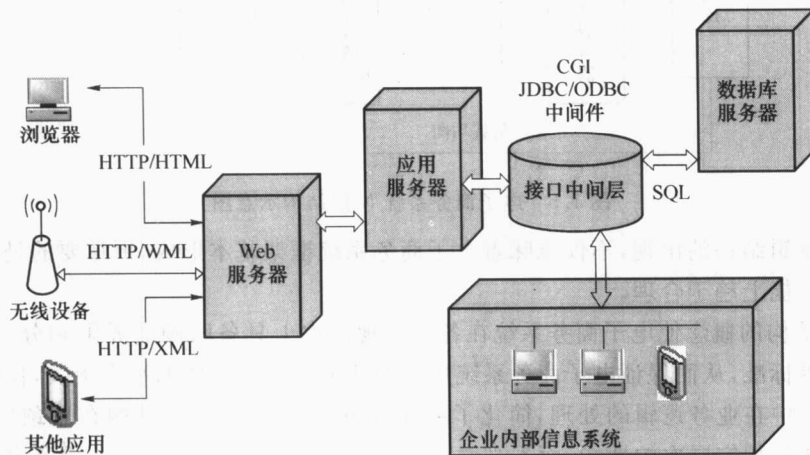 CGI
JDBC/ODBC
中间件
数据库
服务器
浏览器
HTTP/HTML
应用
服务器
接口中间层
SQL
HTTP/WML
无线设备
Web
服务器
HTTP/XML
其他应用
企业内部信息系统